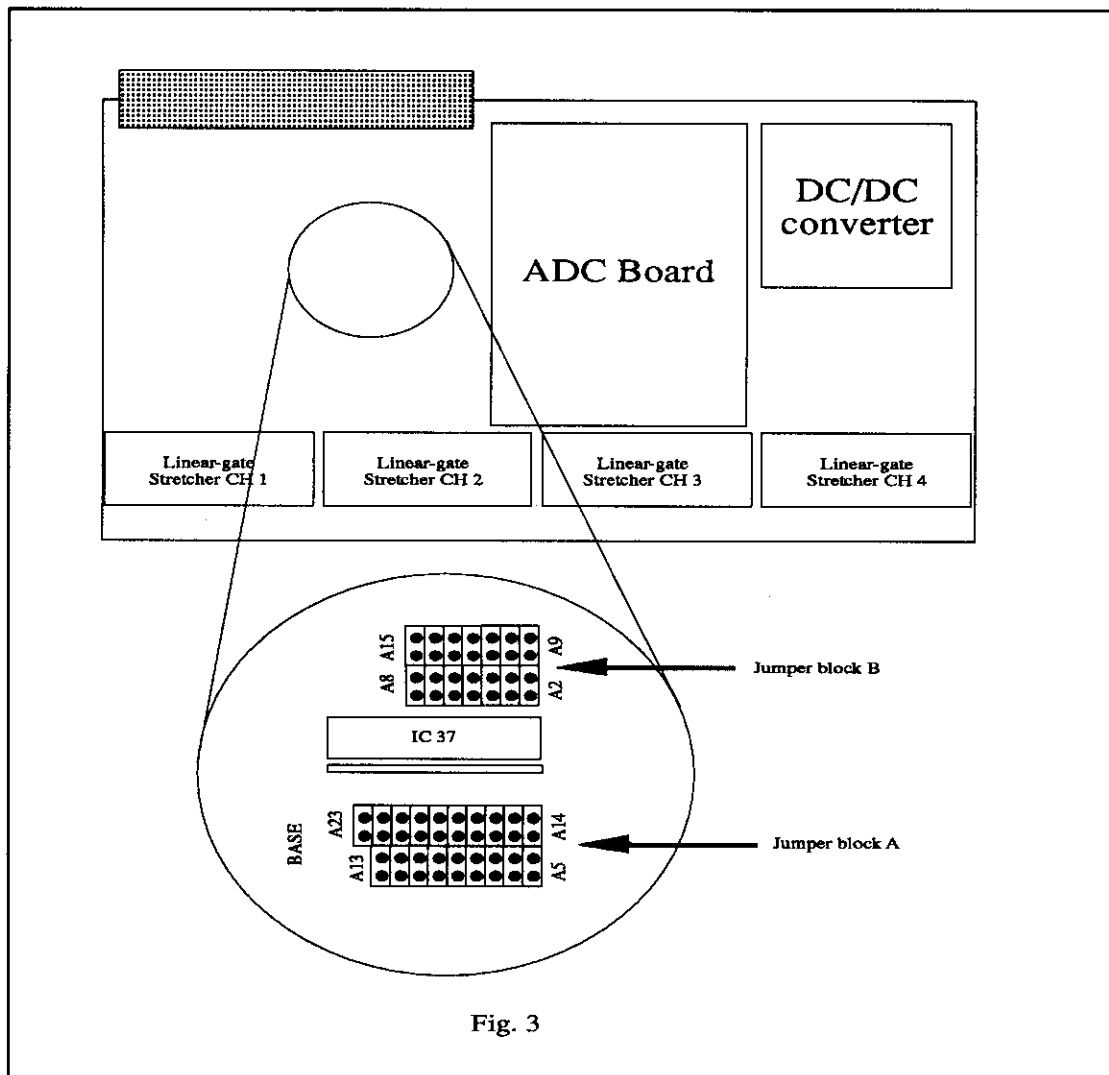 ADC Board
DC/DC
converter
Linear-gate
Stretcher CH 1
Linear-gate
Stretcher CH 2
Linear-gate
Stretcher CH 3
Linear-gate
Stretcher CH 4
A15
A9
A8
A2
Jumper block B
IC 37
BASE
A23
A14
A13
A5
Jumper block A
Fig. 3